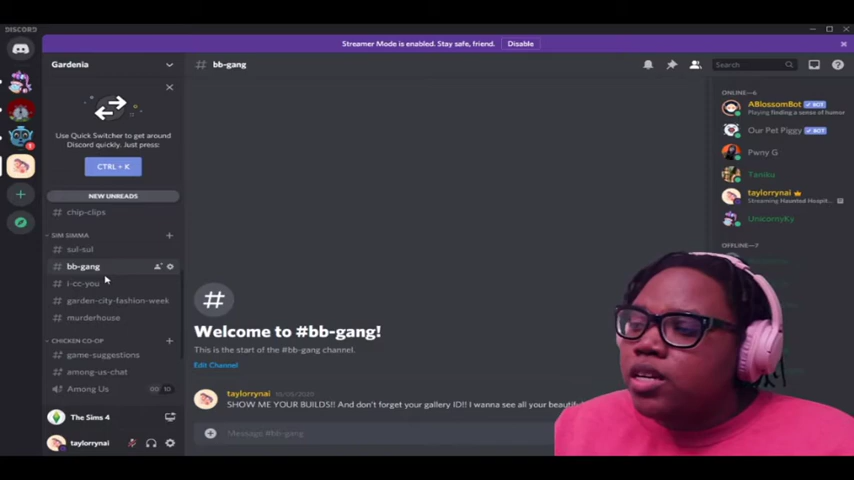 DISCORD
Streamer Mode is enabled. Stay safe, friend. Disable
Gardenia
# bb-gang
Search
Use Quick Switcher to get around
Discord quickly. Just press:
CTRL + K
NEW UNREADS
# chip-clips
SIM SIMMA
# sul-sul
# bb-gang
# i-cc-you
# garden-city-fashion-week
# murderhouse
CHICKEN CO-OP
# game-suggestions
# among-us-chat
Among Us 00 10
The Sims 4
taylorrynai
#
Welcome to #bb-gang!
This is the start of the #bb-gang channel.
Edit Channel
taylorrynai
SHOW ME YOUR BUILDS!! And don't forget your gallery ID!! I wanna see all your beautiful
Message #bb-gang
ONLINE—6
ABlossomBot BOT
Playing finding a sense of humor
Our Pet Piggy BOT
Pwny G
Taniku
taylorrynai
Streaming Haunted Hospit...
UnicornyKy
OFFLINE—7
1